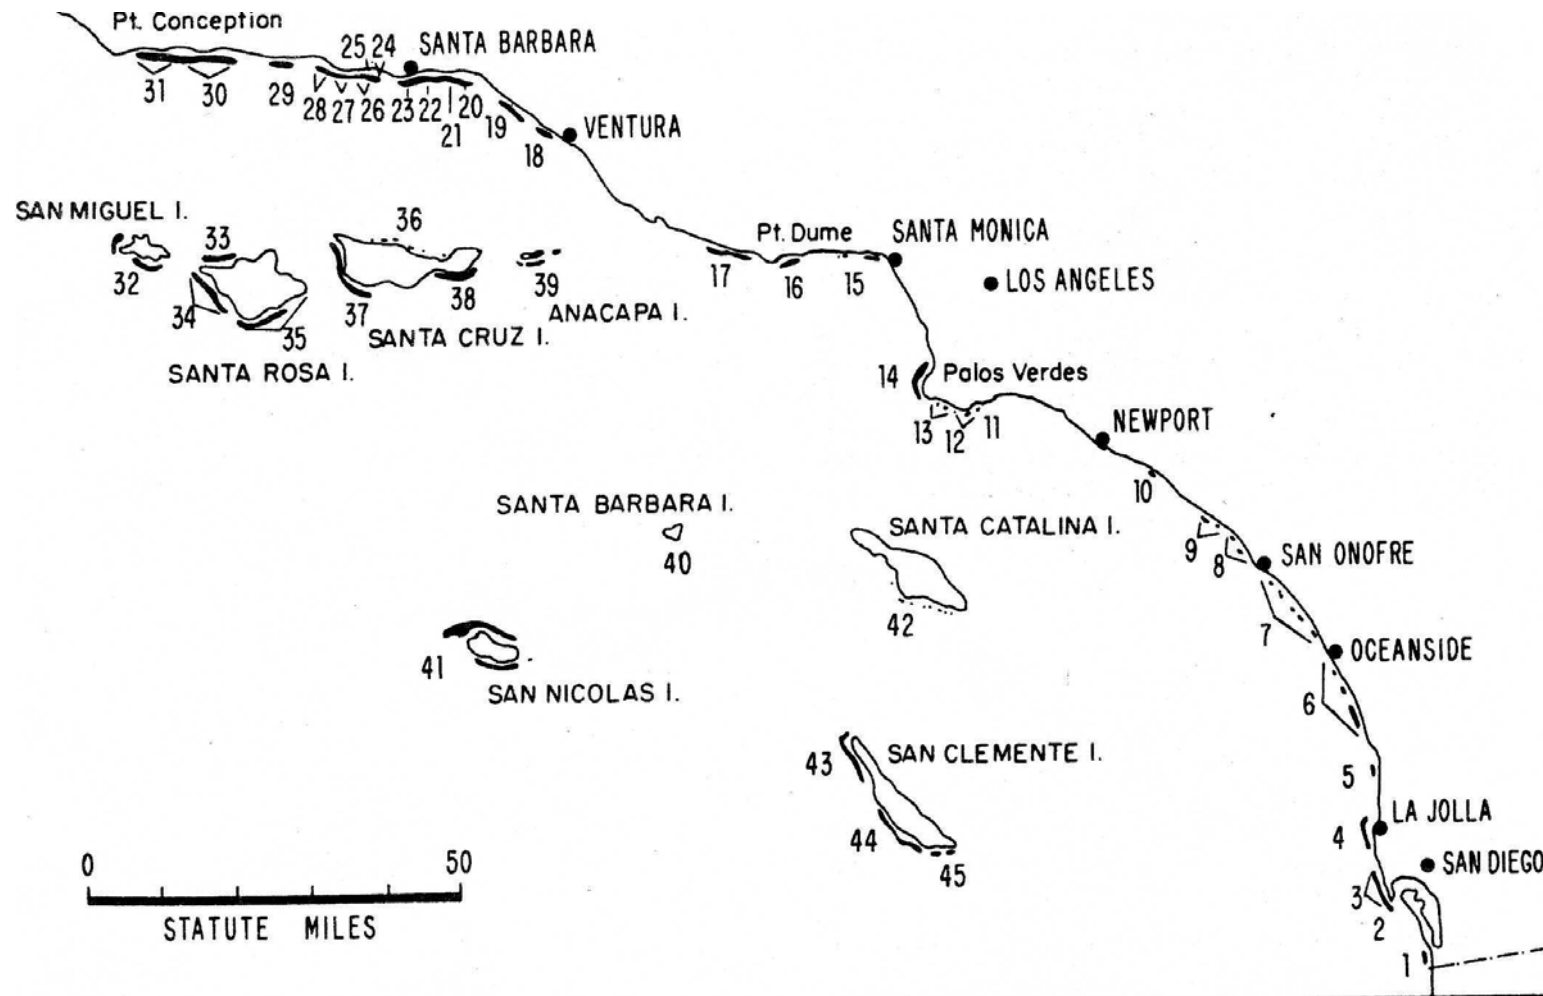 Pt. Conception
25 24 SANTA BARBARA
31 30 29 28 27 26 23 22 21 20 19 18
VENTURA
SAN MIGUEL I.
33
36
Pt. Dume
SANTA MONICA
32
17
16
15
LOS ANGELES
34
35
37
38
39
ANACAPA I.
SANTA CRUZ I.
SANTA ROSA I.
14
Palos Verdes
13 12 11
NEWPORT
10
SANTA BARBARA I.
40
SANTA CATALINA I.
9
8
SAN ONOFRE
42
7
41
SAN NICOLAS I.
OCEANSIDE
6
43
SAN CLEMENTE I.
5
44
45
4
LA JOLLA
SAN DIEGO
3
2
1
0 50
STATUTE MILES